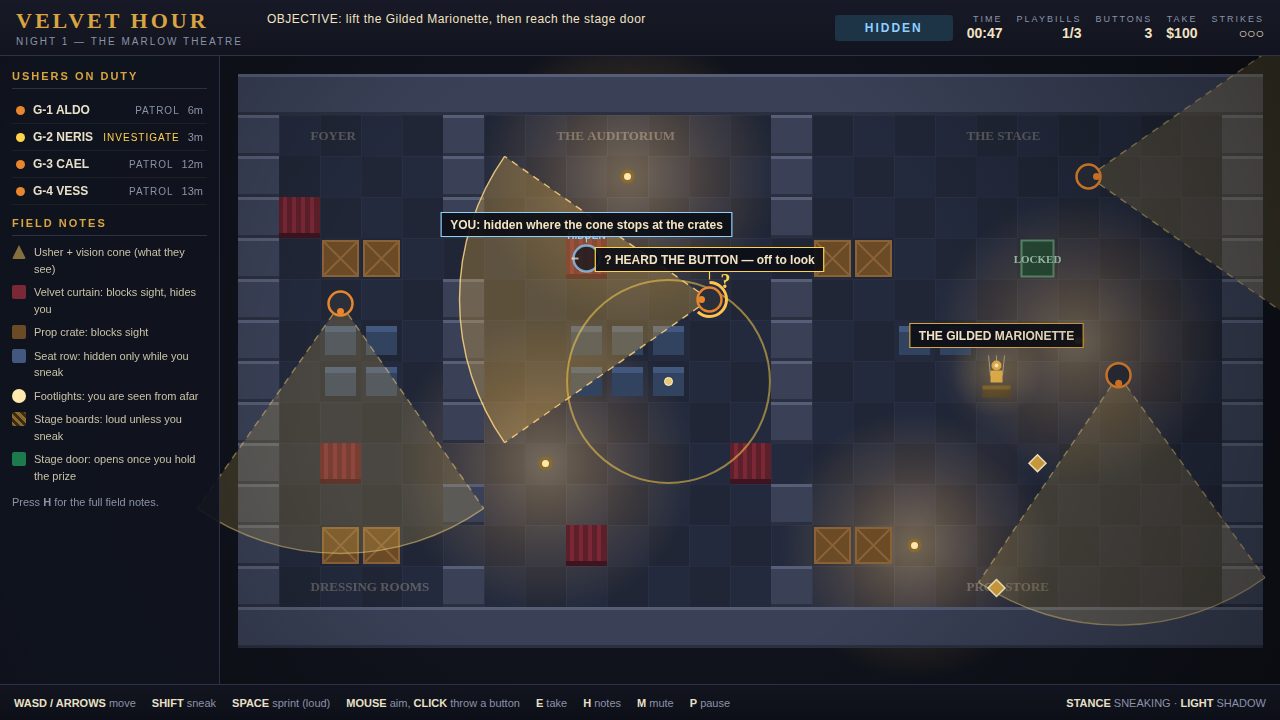 VELVET HOUR
NIGHT 1 — THE MARLOW THEATRE
OBJECTIVE: lift the Gilded Marionette, then reach the stage door
HIDDEN
TIME PLAYBILLS BUTTONS TAKE STRIKES
00:47 1/3 3 $100 ○○○
USHERS ON DUTY
G-1 ALDO PATROL 6m
G-2 NERIS INVESTIGATE 3m
G-3 CAEL PATROL 12m
G-4 VESS PATROL 13m
FIELD NOTES
Usher + vision cone (what they
see)
Velvet curtain: blocks sight, hides
you
Prop crate: blocks sight
Seat row: hidden only while you
sneak
Footlights: you are seen from afar
Stage boards: loud unless you
sneak
Stage door: opens once you hold
the prize
Press H for the full field notes.
FOYER
THE AUDITORIUM
THE STAGE
YOU: hidden where the cone stops at the crates
? HEARD THE BUTTON — off to look
?
LOCKED
THE GILDED MARIONETTE
DRESSING ROOMS
WASD / ARROWS move SHIFT sneak SPACE sprint (loud) MOUSE aim, CLICK throw a button E take H notes M mute P pause
STANCE SNEAKING · LIGHT SHADOW